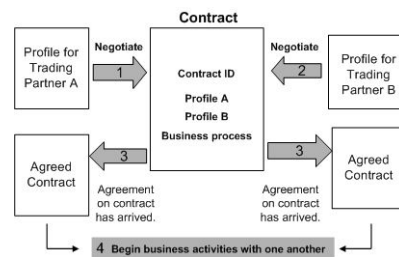 Contract
Profile for
Trading
Partner A
Negotiate
1
Contract ID
Profile A
Profile B
Business process
Negotiate
2
Profile for
Trading
Partner B
Agreed
Contract
3
Agreement
on contract
has arrived.
3
Agreement
on contract
has arrived.
Agreed
Contract
4 Begin business activities with one another